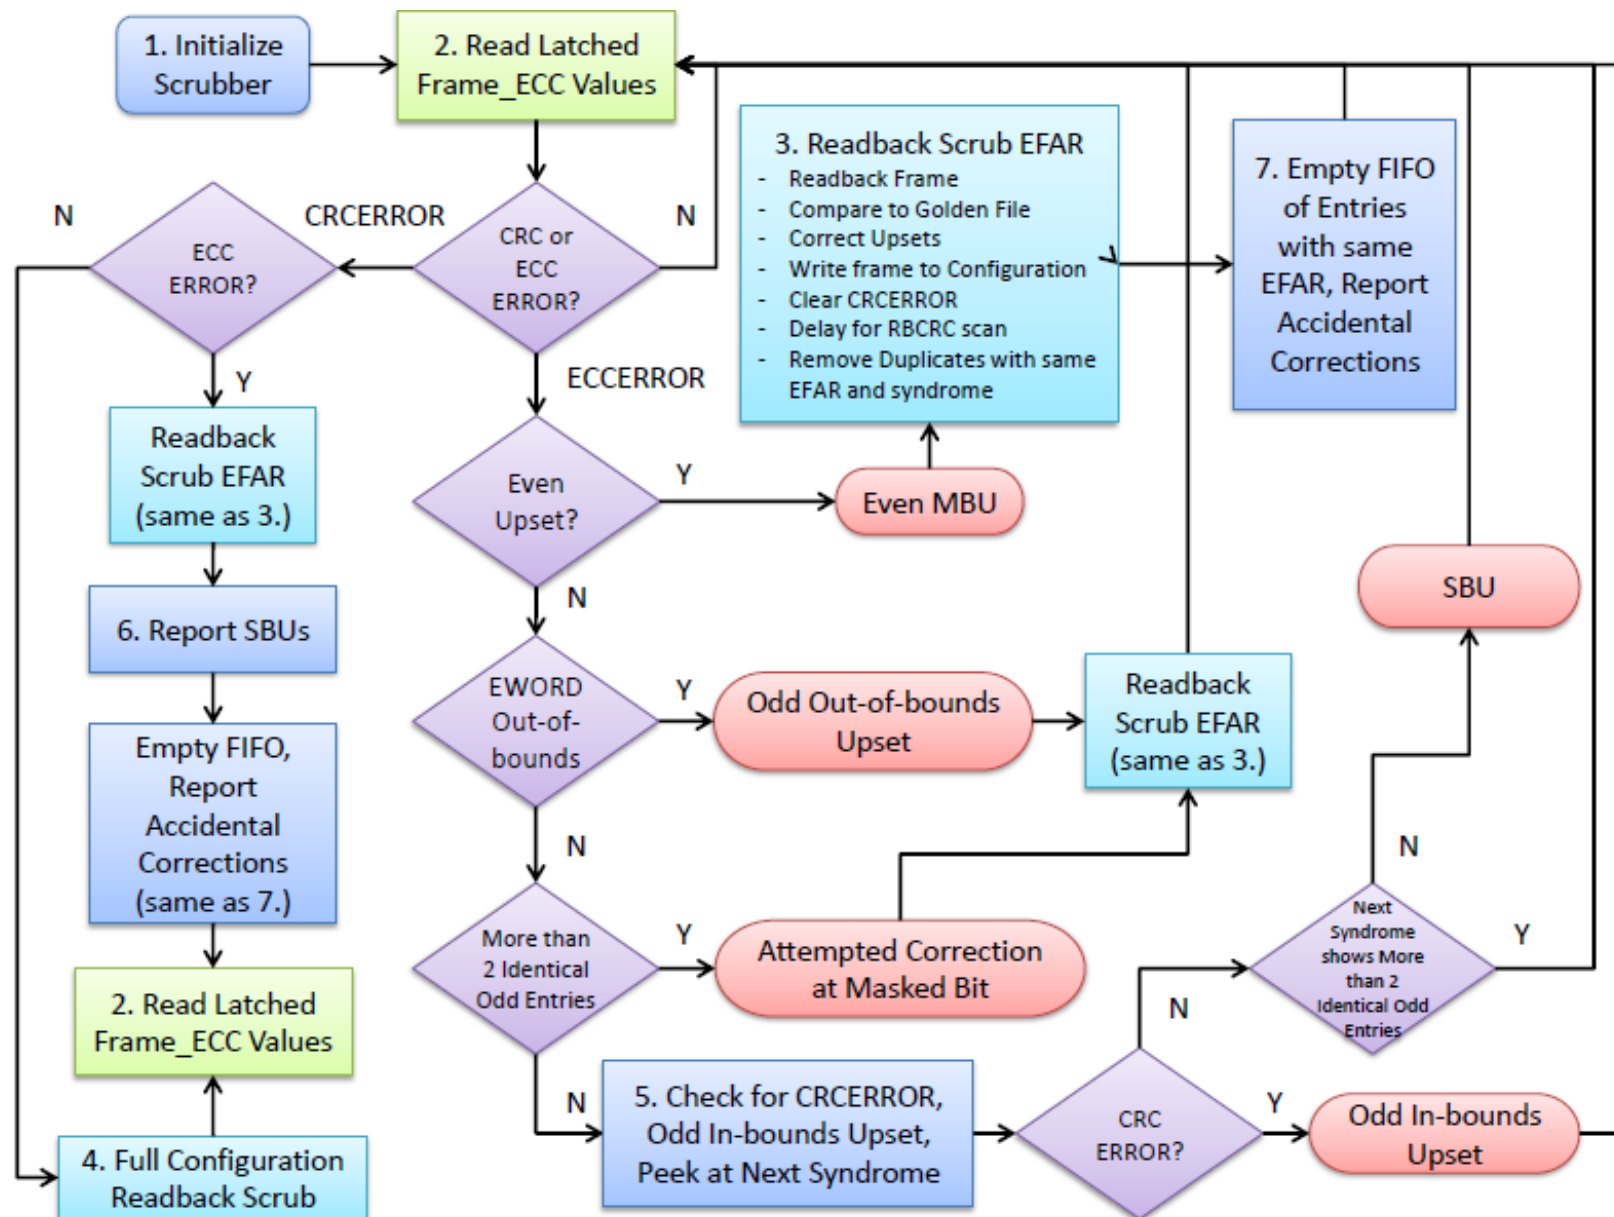 1. Initialize
Scrubber
2. Read Latched
Frame_ECC Values
N
ECC
ERROR?
CRCERROR
CRC or
ECC
ERROR?
N
3. Readback Scrub EFAR
- Readback Frame
- Compare to Golden File
- Correct Upsets
- Write frame to Configuration
- Clear CRCERROR
- Delay for RBCRC scan
- Remove Duplicates with same
EFAR and syndrome
7. Empty FIFO
of Entries
with same
EFAR, Report
Accidental
Corrections
Y
ECCERROR
Readback
Scrub EFAR
(same as 3.)
Even
Upset?
Y
Even MBU
SBU
N
6. Report SBUs
EWORD
Out-of-
bounds
Y
Odd Out-of-bounds
Upset
Readback
Scrub EFAR
(same as 3.)
Empty FIFO,
Report
Accidental
Corrections
(same as 7.)
N
N
More than
2 Identical
Odd Entries
Y
Attempted Correction
at Masked Bit
Next
Syndrome
shows More
than 2
Identical Odd
Entries
Y
N
2. Read Latched
Frame_ECC Values
N
5. Check for CRCERROR,
Odd In-bounds Upset,
Peek at Next Syndrome
CRC
ERROR?
Y
Odd In-bounds
Upset
4. Full Configuration
Readback Scrub